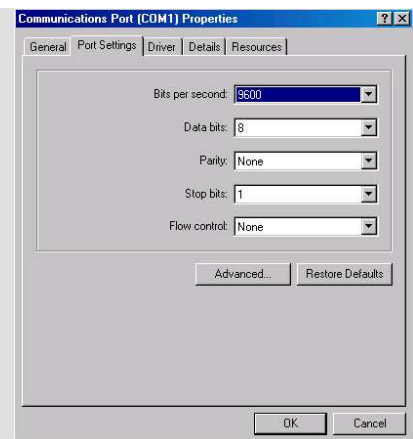 Communications Port (COM1) Properties
General Port Settings Driver Details Resources
Bits per second: 9600
Data bits: 8
Parity: None
Stop bits: 1
Flow control: None
Advanced... Restore Defaults
OK Cancel